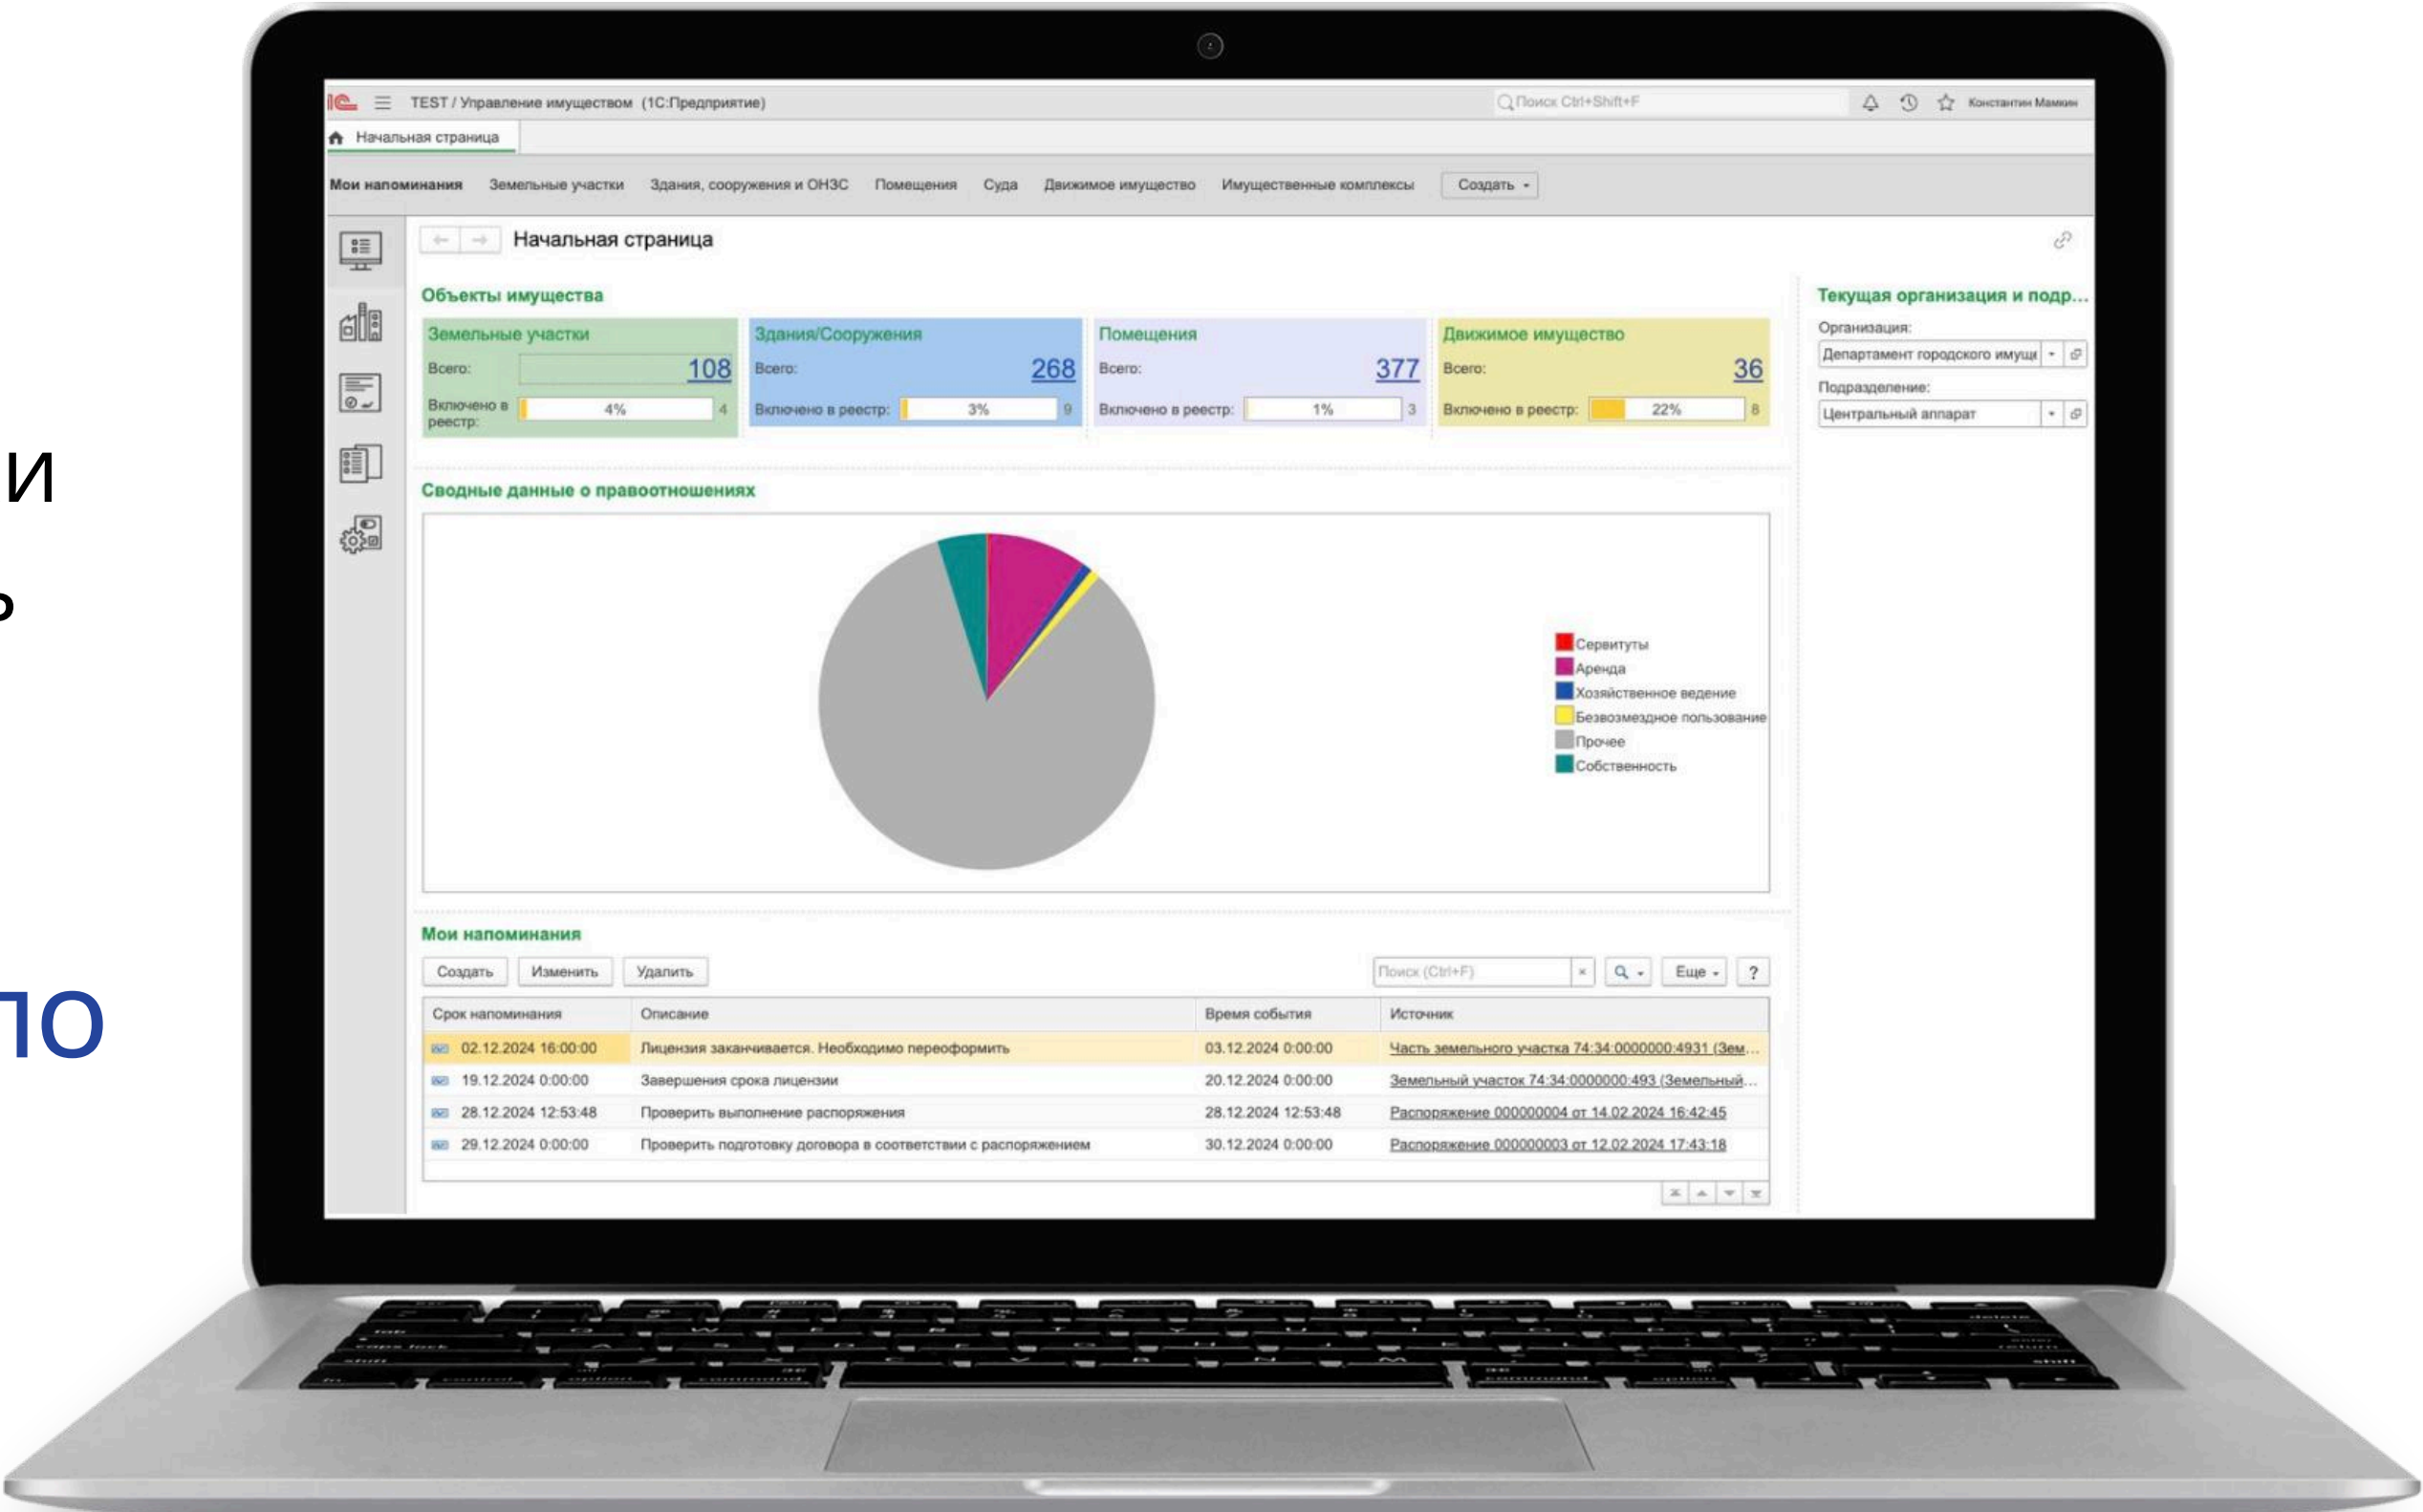 1С TEST / Управление имуществом (1С:Предприятие) Поиск Ctrl+Shift+F Константин Мамкин
Начальная страница
Мои напоминания Земельные участки Здания, сооружения и ОНЗС Помещения Суда Движимое имущество Имущественные комплексы Создать
Начальная страница
Объекты имущества
Земельные участки
Всего: 108
Включено в реестр: 4% 4
Здания/Сооружения
Всего: 268
Включено в реестр: 3% 9
Помещения
Всего: 377
Включено в реестр: 1% 3
Движимое имущество
Всего: 36
Включено в реестр: 22% 8
Текущая организация и подр...
Организация:
Департамент городского имуще
Подразделение:
Центральный аппарат
и
ь
по
Сводные данные о правоотношениях
Сервитуты
Аренда
Хозяйственное ведение
Безвозмездное пользование
Прочее
Собственность
Мои напоминания
Создать Изменить Удалить Поиск (Ctrl+F) × Еще ?
Срок напоминания Описание Время события Источник
02.12.2024 16:00:00 Лицензия заканчивается. Необходимо переоформить 03.12.2024 0:00:00 Часть земельного участка 74:34:0000000:4931 (Зем...
19.12.2024 0:00:00 Завершения срока лицензии 20.12.2024 0:00:00 Земельный участок 74:34:0000000:493 (Земельный...
28.12.2024 12:53:48 Проверить выполнение распоряжения 28.12.2024 12:53:48 Распоряжение 000000004 от 14.02.2024 16:42:45
29.12.2024 0:00:00 Проверить подготовку договора в соответствии с распоряжением 30.12.2024 0:00:00 Распоряжение 000000003 от 12.02.2024 17:43:18